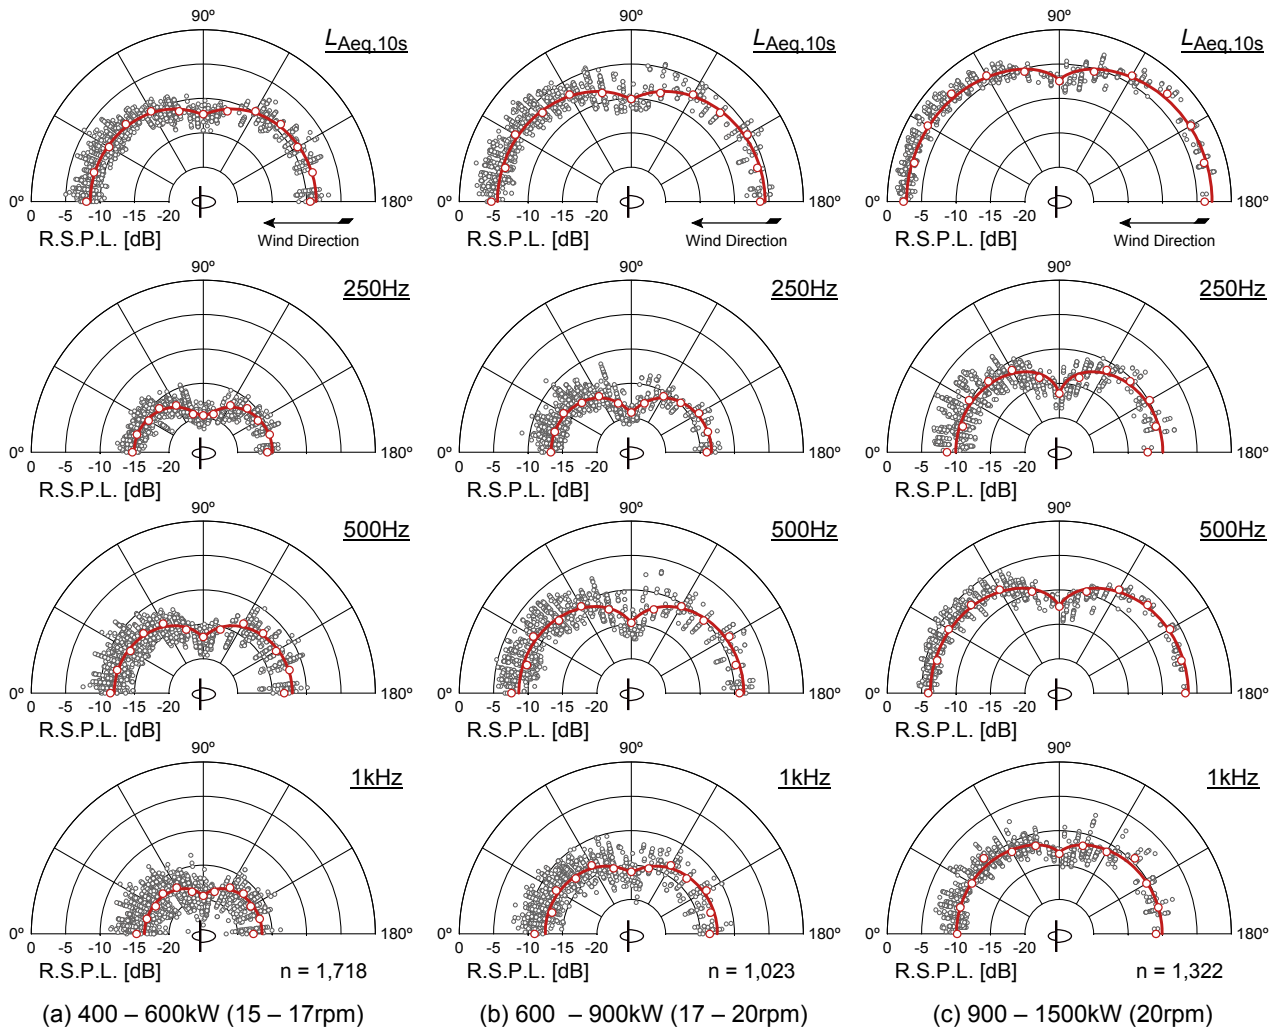 90º 90º 90º
LAeq,10s LAeq,10s LAeq,10s
0º 180º 0º 180º 0º 180º
0 -5 -10 -15 -20 0 -5 -10 -15 -20 0 -5 -10 -15 -20
R.S.P.L. [dB] Wind Direction R.S.P.L. [dB] Wind Direction R.S.P.L. [dB] Wind Direction
90º 90º 90º
250Hz 250Hz 250Hz
0º 180º 0º 180º 0º 180º
0 -5 -10 -15 -20 0 -5 -10 -15 -20 0 -5 -10 -15 -20
R.S.P.L. [dB] R.S.P.L. [dB] R.S.P.L. [dB]
90º 90º 90º
500Hz 500Hz 500Hz
0º 180º 0º 180º 0º 180º
0 -5 -10 -15 -20 0 -5 -10 -15 -20 0 -5 -10 -15 -20
R.S.P.L. [dB] R.S.P.L. [dB] R.S.P.L. [dB]
90º 90º 90º
1kHz 1kHz 1kHz
0º 180º 0º 180º 0º 180º
0 -5 -10 -15 -20 0 -5 -10 -15 -20 0 -5 -10 -15 -20
R.S.P.L. [dB] n = 1,718 R.S.P.L. [dB] n = 1,023 R.S.P.L. [dB] n = 1,322
(a) 400 – 600kW (15 – 17rpm) (b) 600 – 900kW (17 – 20rpm) (c) 900 – 1500kW (20rpm)